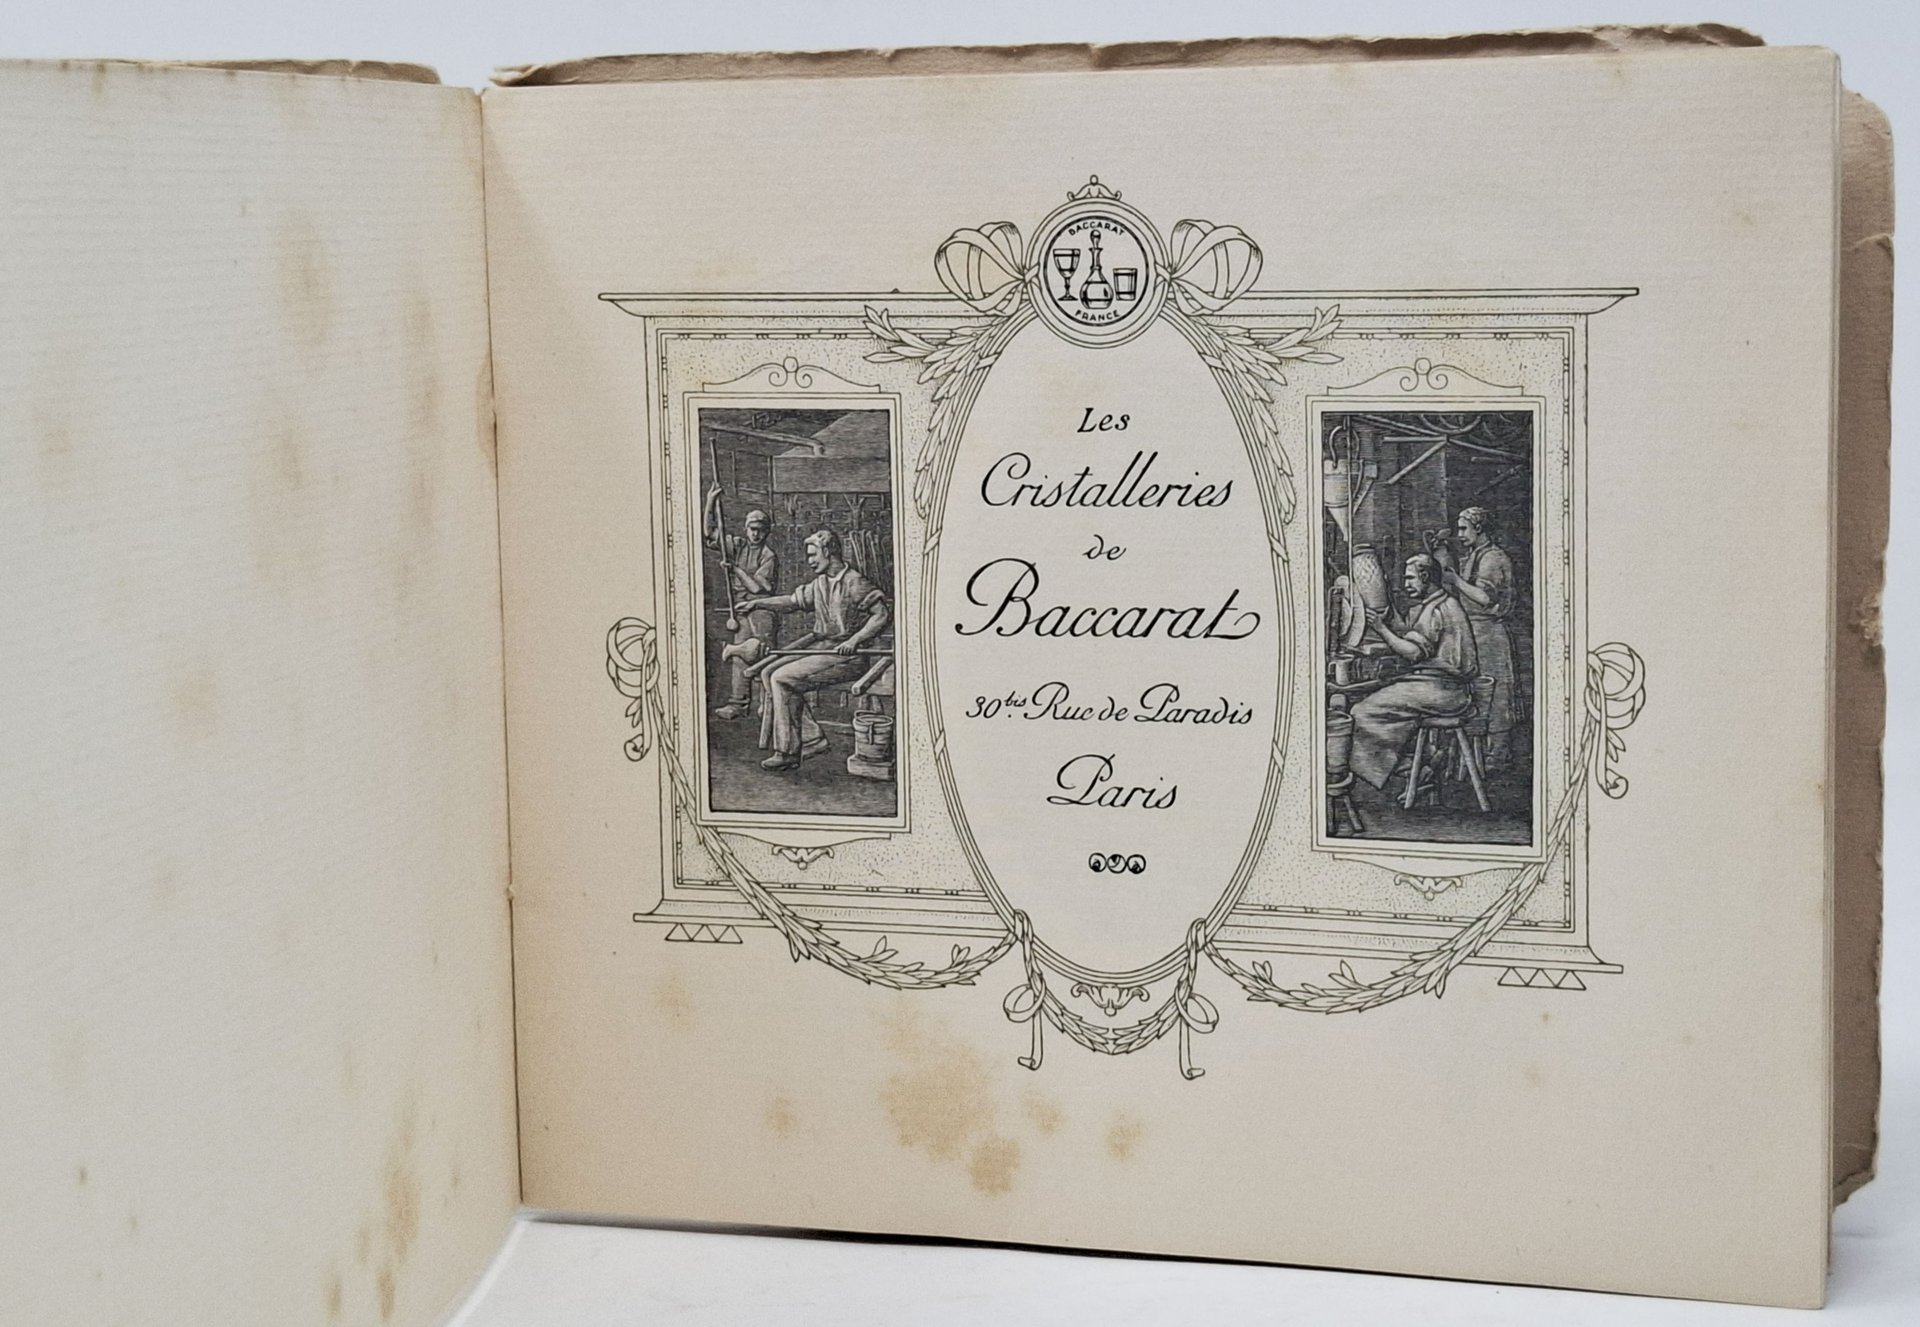 BACCARAT
FRANCE
Les
Cristalleries
de
Baccarat
30bis. Rue de Paradis
Paris